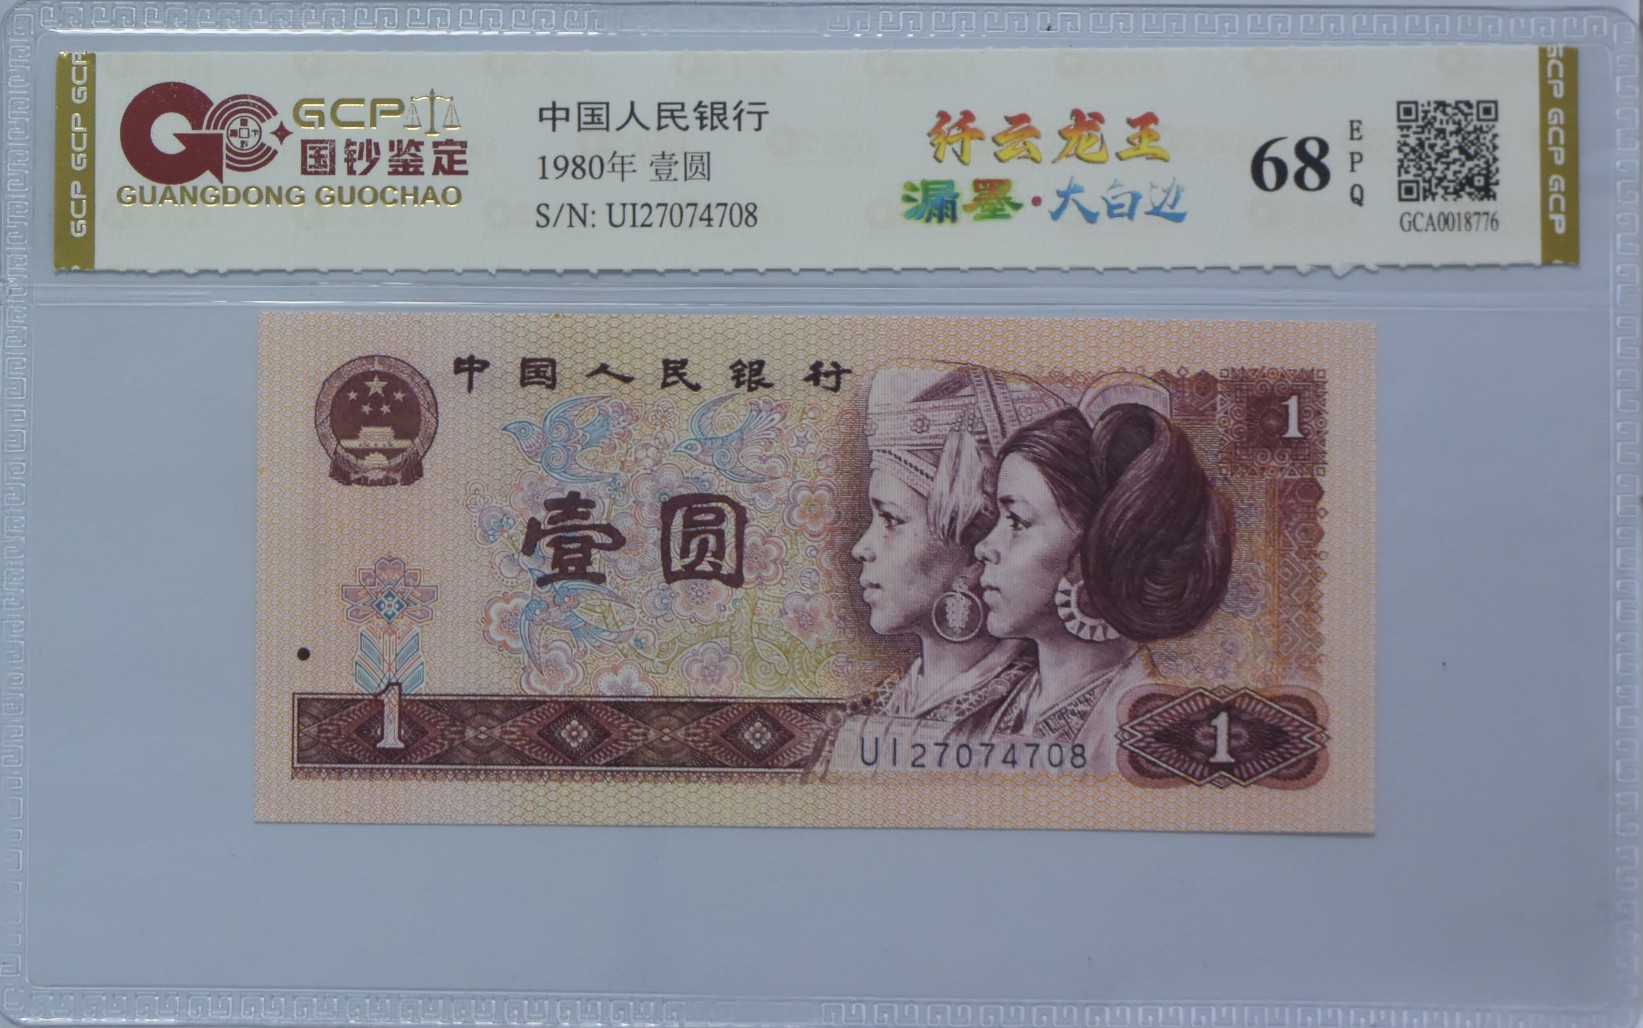 GCP
国钞鉴定
GUANGDONG GUOCHAO
中国人民银行
1980年 壹圆
S/N: UI27074708
仟云龙王
漏墨·大白边
68
EPQ
GCA0018776
GCP GCP GCP
GCP GCP GCP
中国人民银行
1
壹圆
1
UI27074708
1